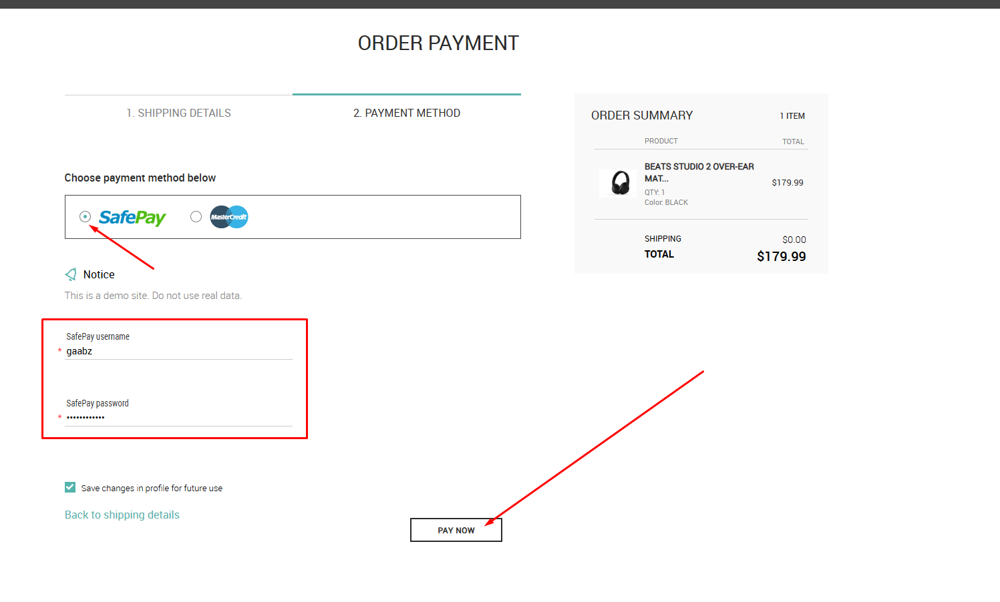 ORDER PAYMENT
1. SHIPPING DETAILS
2. PAYMENT METHOD
Choose payment method below
SafePay
MasterCredit
Notice
This is a demo site. Do not use real data.
SafePay username
* gaabz
SafePay password
* ••••••••••••
Save changes in profile for future use
Back to shipping details
PAY NOW
ORDER SUMMARY
1 ITEM
PRODUCT
TOTAL
BEATS STUDIO 2 OVER-EAR
MAT...
$179.99
QTY: 1
Color: BLACK
SHIPPING
$0.00
TOTAL
$179.99